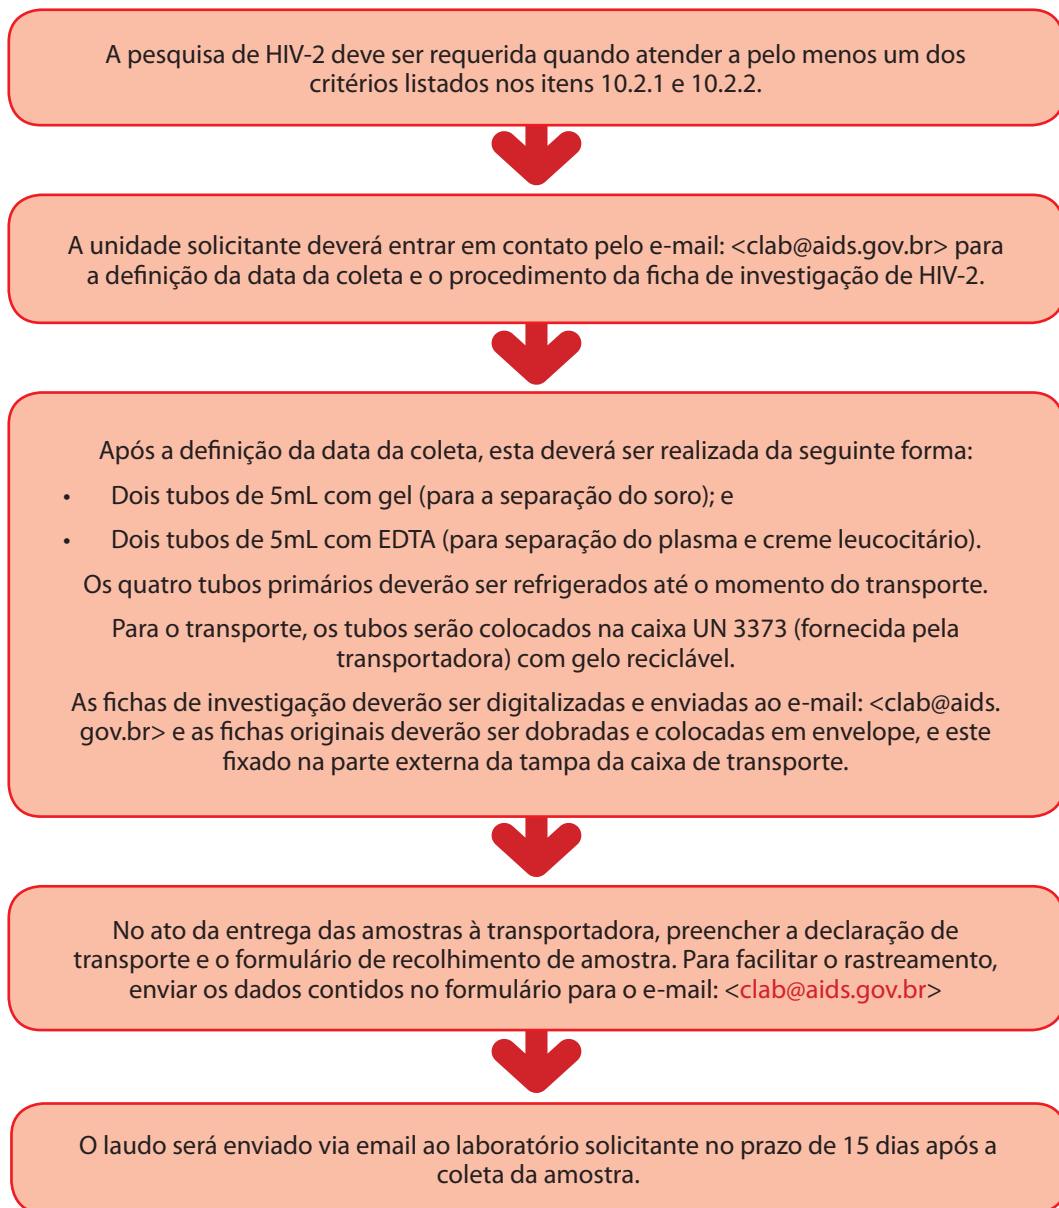 A pesquisa de HIV-2 deve ser requerida quando atender a pelo menos um dos
critérios listados nos itens 10.2.1 e 10.2.2.
A unidade solicitante deverá entrar em contato pelo e-mail: <clab@aids.gov.br> para
a definição da data da coleta e o procedimento da ficha de investigação de HIV-2.
Após a definição da data da coleta, esta deverá ser realizada da seguinte forma:
• Dois tubos de 5mL com gel (para a separação do soro); e
• Dois tubos de 5mL com EDTA (para separação do plasma e creme leucocitário).
Os quatro tubos primários deverão ser refrigerados até o momento do transporte.
Para o transporte, os tubos serão colocados na caixa UN 3373 (fornecida pela
transportadora) com gelo reciclável.
As fichas de investigação deverão ser digitalizadas e enviadas ao e-mail: <clab@aids.
gov.br> e as fichas originais deverão ser dobradas e colocadas em envelope, e este
fixado na parte externa da tampa da caixa de transporte.
No ato da entrega das amostras à transportadora, preencher a declaração de
transporte e o formulário de recolhimento de amostra. Para facilitar o rastreamento,
enviar os dados contidos no formulário para o e-mail: <clab@aids.gov.br>
O laudo será enviado via email ao laboratório solicitante no prazo de 15 dias após a
coleta da amostra.